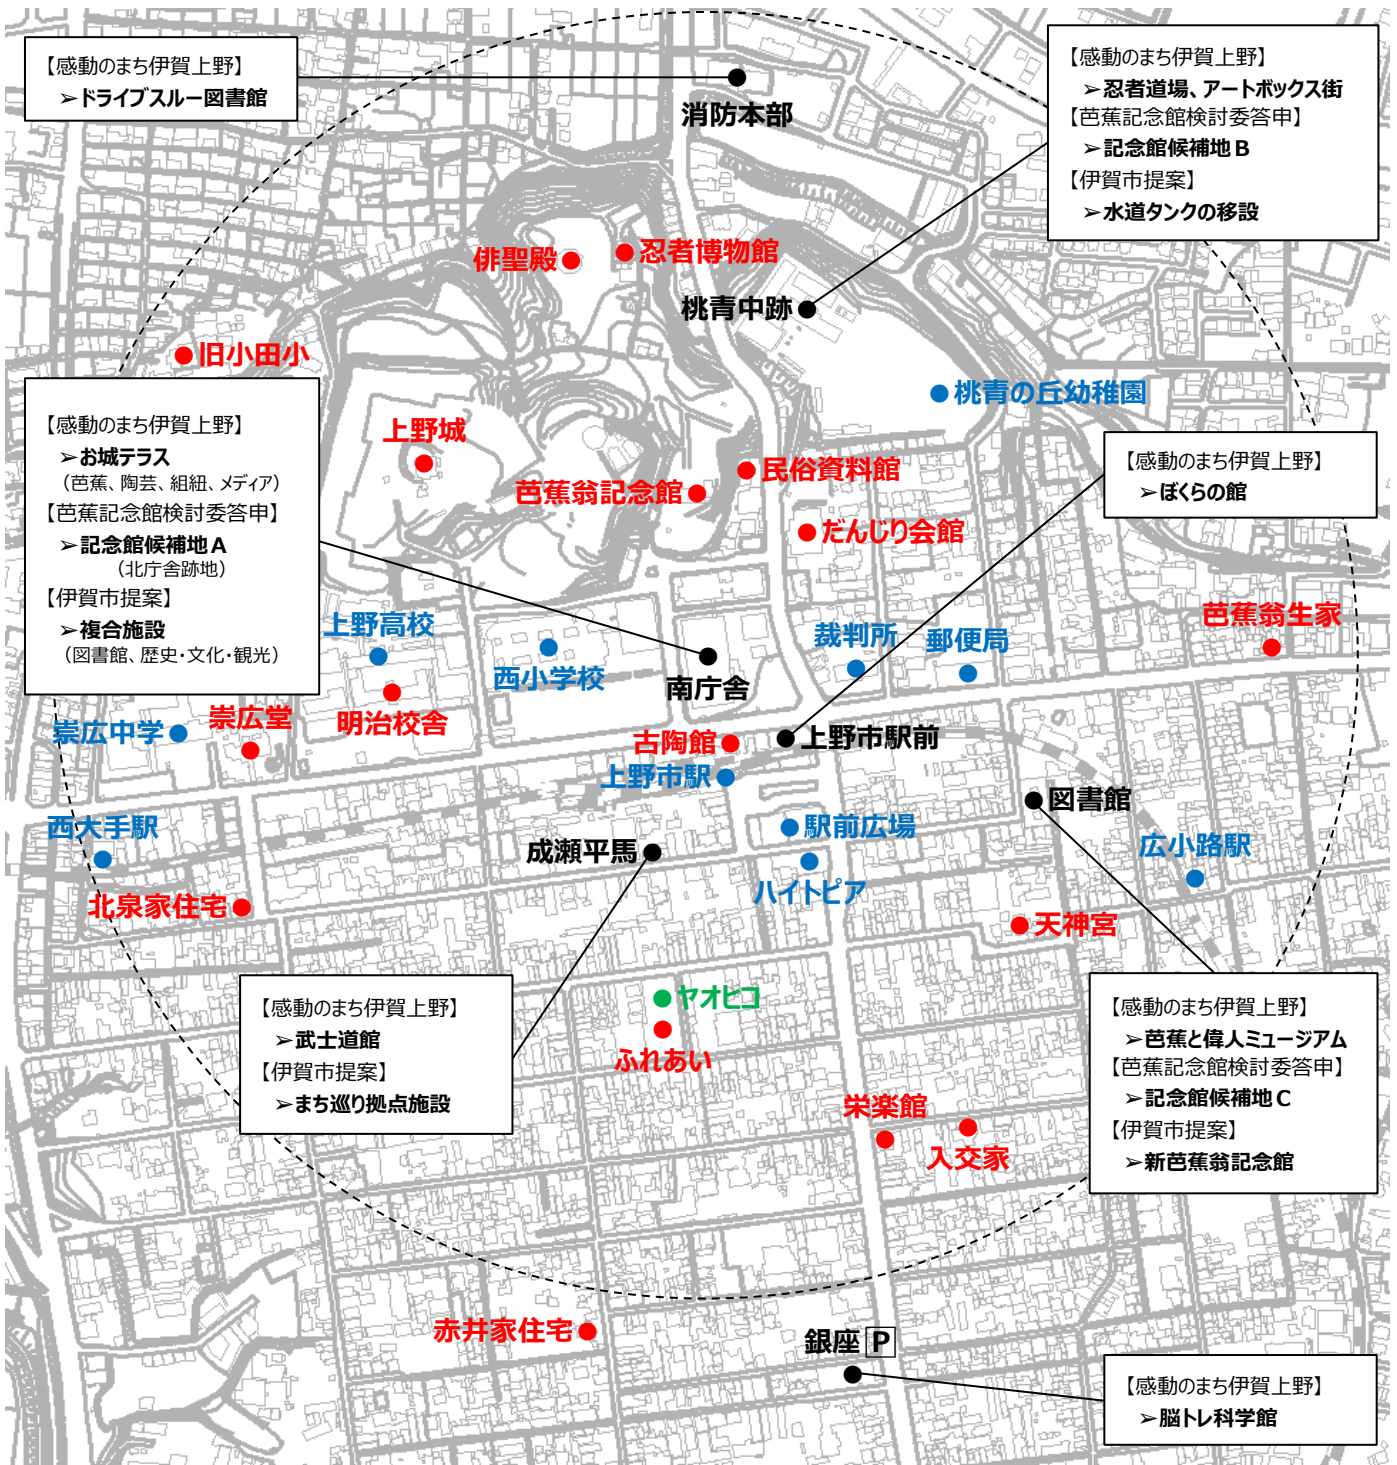 【感動のまち伊賀上野】
➢ドライブスルー図書館
消防本部
【感動のまち伊賀上野】
➢忍者道場、アートボックス街
【芭蕉記念館検討委答申】
➢記念館候補地B
【伊賀市提案】
➢水道タンクの移設
俳聖殿
忍者博物館
桃青中跡
旧小田小
桃青の丘幼稚園
【感動のまち伊賀上野】
➢お城テラス
（芭蕉、陶芸、組紐、メディア）
【芭蕉記念館検討委答申】
➢記念館候補地A
（北庁舎跡地）
【伊賀市提案】
➢複合施設
（図書館、歴史・文化・観光）
上野城
芭蕉翁記念館
民俗資料館
だんじり会館
【感動のまち伊賀上野】
➢ぼくらの館
上野高校
西小学校
南庁舎
裁判所
郵便局
芭蕉翁生家
崇広中学
崇広堂
明治校舎
古陶館
上野市駅前
上野市駅
西大手駅
成瀬平馬
駅前広場
図書館
ハイトピア
広小路駅
北泉家住宅
天神宮
【感動のまち伊賀上野】
➢武士道館
【伊賀市提案】
➢まち巡り拠点施設
ヤオヒコ
ふれあい
【感動のまち伊賀上野】
➢芭蕉と偉人ミュージアム
【芭蕉記念館検討委答申】
➢記念館候補地C
【伊賀市提案】
➢新芭蕉翁記念館
栄楽館
入交家
赤井家住宅
銀座 P
【感動のまち伊賀上野】
➢脳トレ科学館